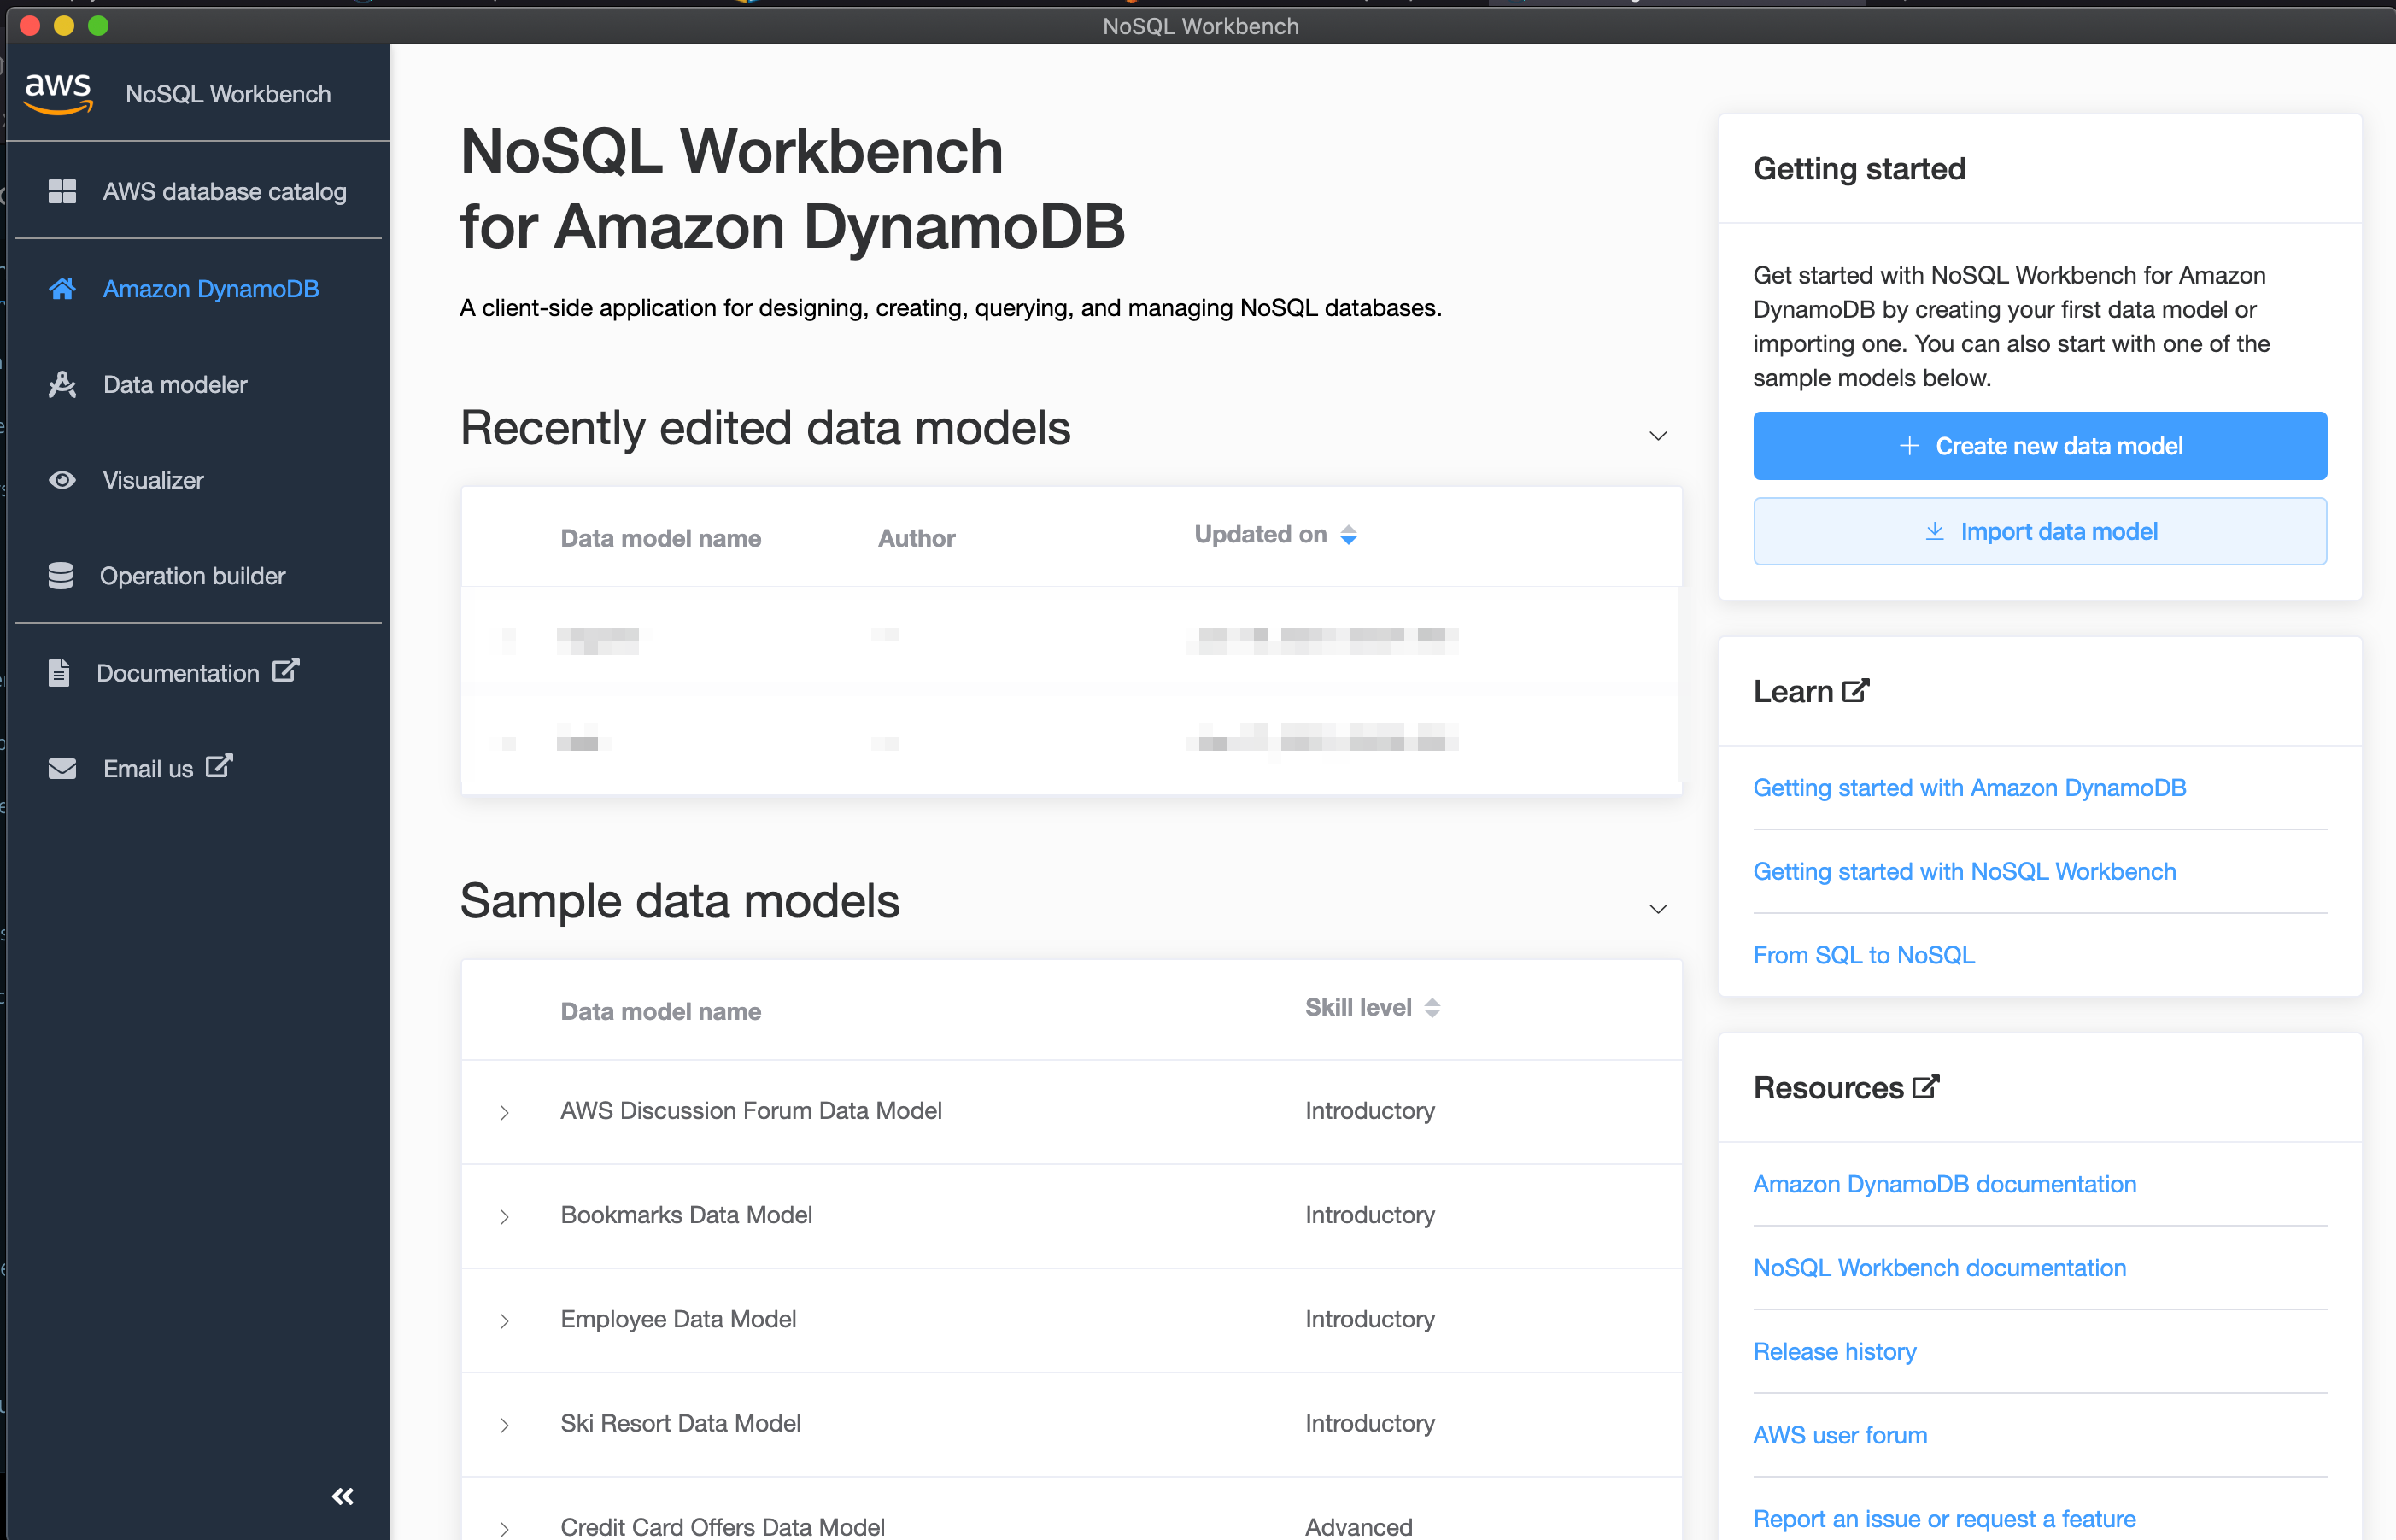 NoSQL Workbench
aws
NoSQL Workbench
AWS database catalog
Amazon DynamoDB
Data modeler
Visualizer
Operation builder
Documentation
Email us
NoSQL Workbench
for Amazon DynamoDB
A client-side application for designing, creating, querying, and managing NoSQL databases.
Recently edited data models
Data model name Author Updated on
Sample data models
Data model name Skill level
AWS Discussion Forum Data Model Introductory
Bookmarks Data Model Introductory
Employee Data Model Introductory
Ski Resort Data Model Introductory
Credit Card Offers Data Model Advanced
Getting started
Get started with NoSQL Workbench for Amazon
DynamoDB by creating your first data model or
importing one. You can also start with one of the
sample models below.
Create new data model
Import data model
Learn
Getting started with Amazon DynamoDB
Getting started with NoSQL Workbench
From SQL to NoSQL
Resources
Amazon DynamoDB documentation
NoSQL Workbench documentation
Release history
AWS user forum
Report an issue or request a feature